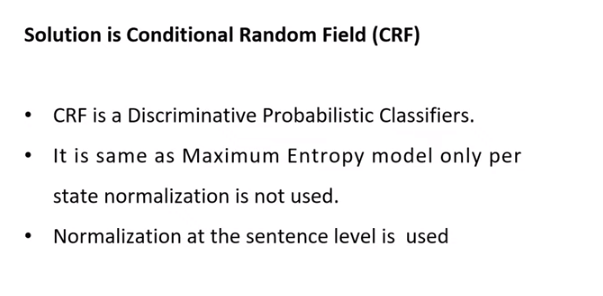 Solution is Conditional Random Field (CRF)
• CRF is a Discriminative Probabilistic Classifiers.
• It is same as Maximum Entropy model only per
state normalization is not used.
• Normalization at the sentence level is used